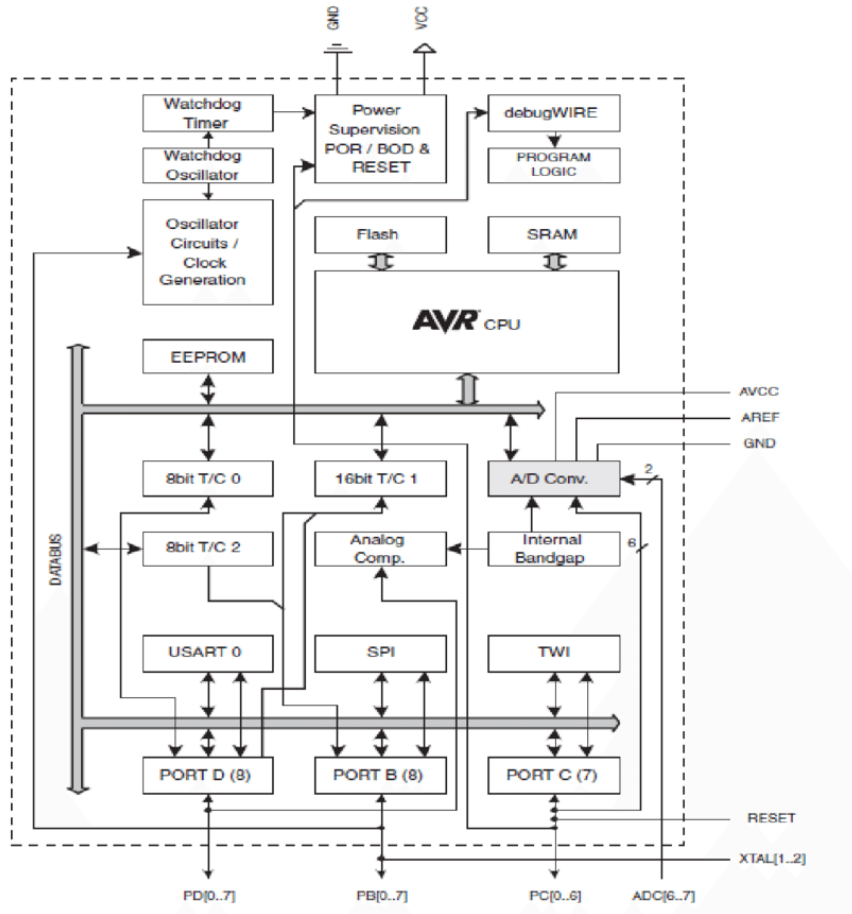 GND
VCC
Watchdog
Timer
Power
Supervision
POR / BOD &
RESET
debugWIRE
Watchdog
Oscillator
PROGRAM
LOGIC
Oscillator
Circuits /
Clock
Generation
Flash
SRAM
AVR CPU
EEPROM
AVCC
AREF
GND
8bit T/C 0
16bit T/C 1
A/D Conv.
2
DATABUS
8bit T/C 2
Analog
Comp.
Internal
Bandgap
6
USART 0
SPI
TWI
PORT D (8)
PORT B (8)
PORT C (7)
RESET
XTAL[1..2]
PD[0..7]
PB[0..7]
PC[0..6]
ADC[6..7]